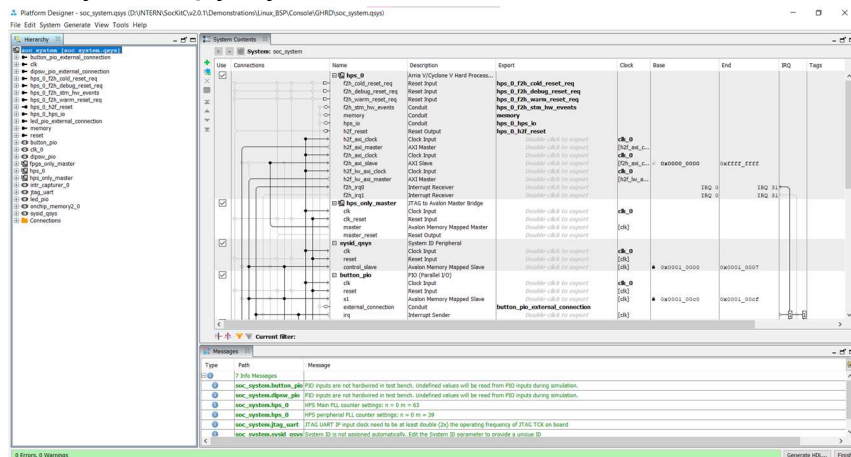 Platform Designer - soc_system.qsys (D:\INTERN\SocKitC\v2.0.1\Demonstrations\Linux_BSP\Console\GHRD\soc_system.qsys)
File Edit System Generate View Tools Help
Hierarchy
soc_system [soc_system.qsys]
button_pio_external_connection
clk
dipsw_pio_external_connection
hps_0_f2h_cold_reset_req
hps_0_f2h_debug_reset_req
hps_0_f2h_stm_hw_events
hps_0_f2h_warm_reset_req
hps_0_h2f_reset
hps_0_hps_io
led_pio_external_connection
memory
reset
button_pio
clk_0
dipsw_pio
fpga_only_master
hps_0
hps_only_master
intr_capturer_0
jtag_uart
led_pio
onchip_memory2_0
sysid_qsys
Connections
System Contents
System: soc_system
Use Connections Name Description Export Clock Base End IRQ Tags
hps_0 Arria V/Cyclone V Hard Process...
f2h_cold_reset_req Reset Input hps_0_f2h_cold_reset_req
f2h_debug_reset_req Reset Input hps_0_f2h_debug_reset_req
f2h_warm_reset_req Reset Input hps_0_f2h_warm_reset_req
f2h_stm_hw_events Conduit hps_0_f2h_stm_hw_events
memory Conduit memory
hps_io Conduit hps_0_hps_io
h2f_reset Reset Output hps_0_h2f_reset
h2f_axi_clock Clock Input Double-click to export clk_0
h2f_axi_master AXI Master Double-click to export [h2f_axi_c...
f2h_axi_clock Clock Input Double-click to export clk_0
f2h_axi_slave AXI Slave Double-click to export [f2h_axi_c... 0x0000_0000 0xffff_ffff
h2f_lw_axi_clock Clock Input Double-click to export clk_0
h2f_lw_axi_master AXI Master Double-click to export [h2f_lw_a...
f2h_irq0 Interrupt Receiver Double-click to export IRQ 0 IRQ 31
f2h_irq1 Interrupt Receiver Double-click to export IRQ 0 IRQ 31
hps_only_master JTAG to Avalon Master Bridge
clk Clock Input Double-click to export clk_0
clk_reset Reset Input Double-click to export
master Avalon Memory Mapped Master Double-click to export [clk]
master_reset Reset Output Double-click to export
sysid_qsys System ID Peripheral
clk Clock Input Double-click to export clk_0
reset Reset Input Double-click to export [clk]
control_slave Avalon Memory Mapped Slave Double-click to export [clk] 0x0001_0000 0x0001_0007
button_pio PIO (Parallel I/O)
clk Clock Input Double-click to export clk_0
reset Reset Input Double-click to export [clk]
s1 Avalon Memory Mapped Slave Double-click to export [clk] 0x0001_00c0 0x0001_00cf
external_connection Conduit button_pio_external_connection
irq Interrupt Sender Double-click to export [clk]
Current filter:
Messages
Type Path Message
7 Info Messages
soc_system.button_pio PIO inputs are not hardwired in test bench. Undefined values will be read from PIO inputs during simulation.
soc_system.dipsw_pio PIO inputs are not hardwired in test bench. Undefined values will be read from PIO inputs during simulation.
soc_system.hps_0 HPS Main PLL counter settings: n = 0 m = 63
soc_system.hps_0 HPS peripherial PLL counter settings: n = 0 m = 39
soc_system.jtag_uart JTAG UART IP input clock need to be at least double (2x) the operating frequency of JTAG TCK on board
soc_system.sysid_qsys System ID is not assigned automatically. Edit the System ID parameter to provide a unique ID
0 Errors, 0 Warnings
Generate HDL... Finish